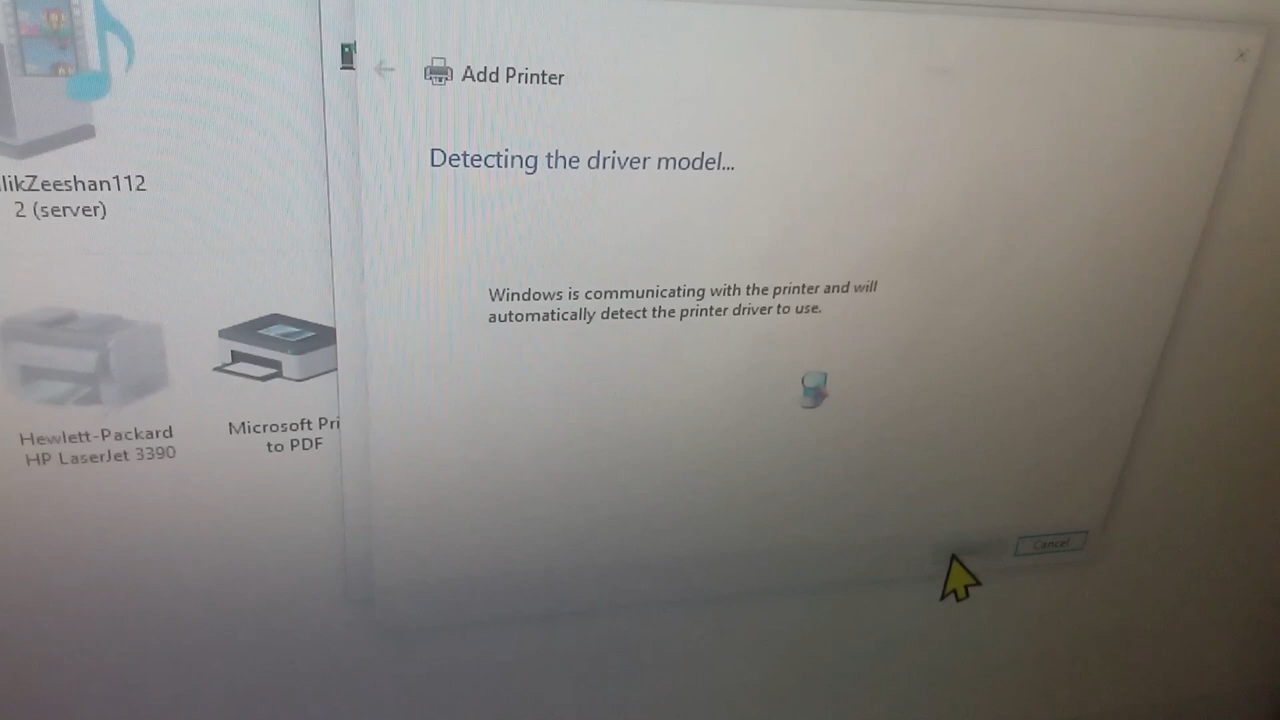 Add Printer
Detecting the driver model...
likZeeshan112
2 (server)
Windows is communicating with the printer and will
automatically detect the printer driver to use.
Hewlett-Packard
HP LaserJet 3390
Microsoft Pri
to PDF
Cancel